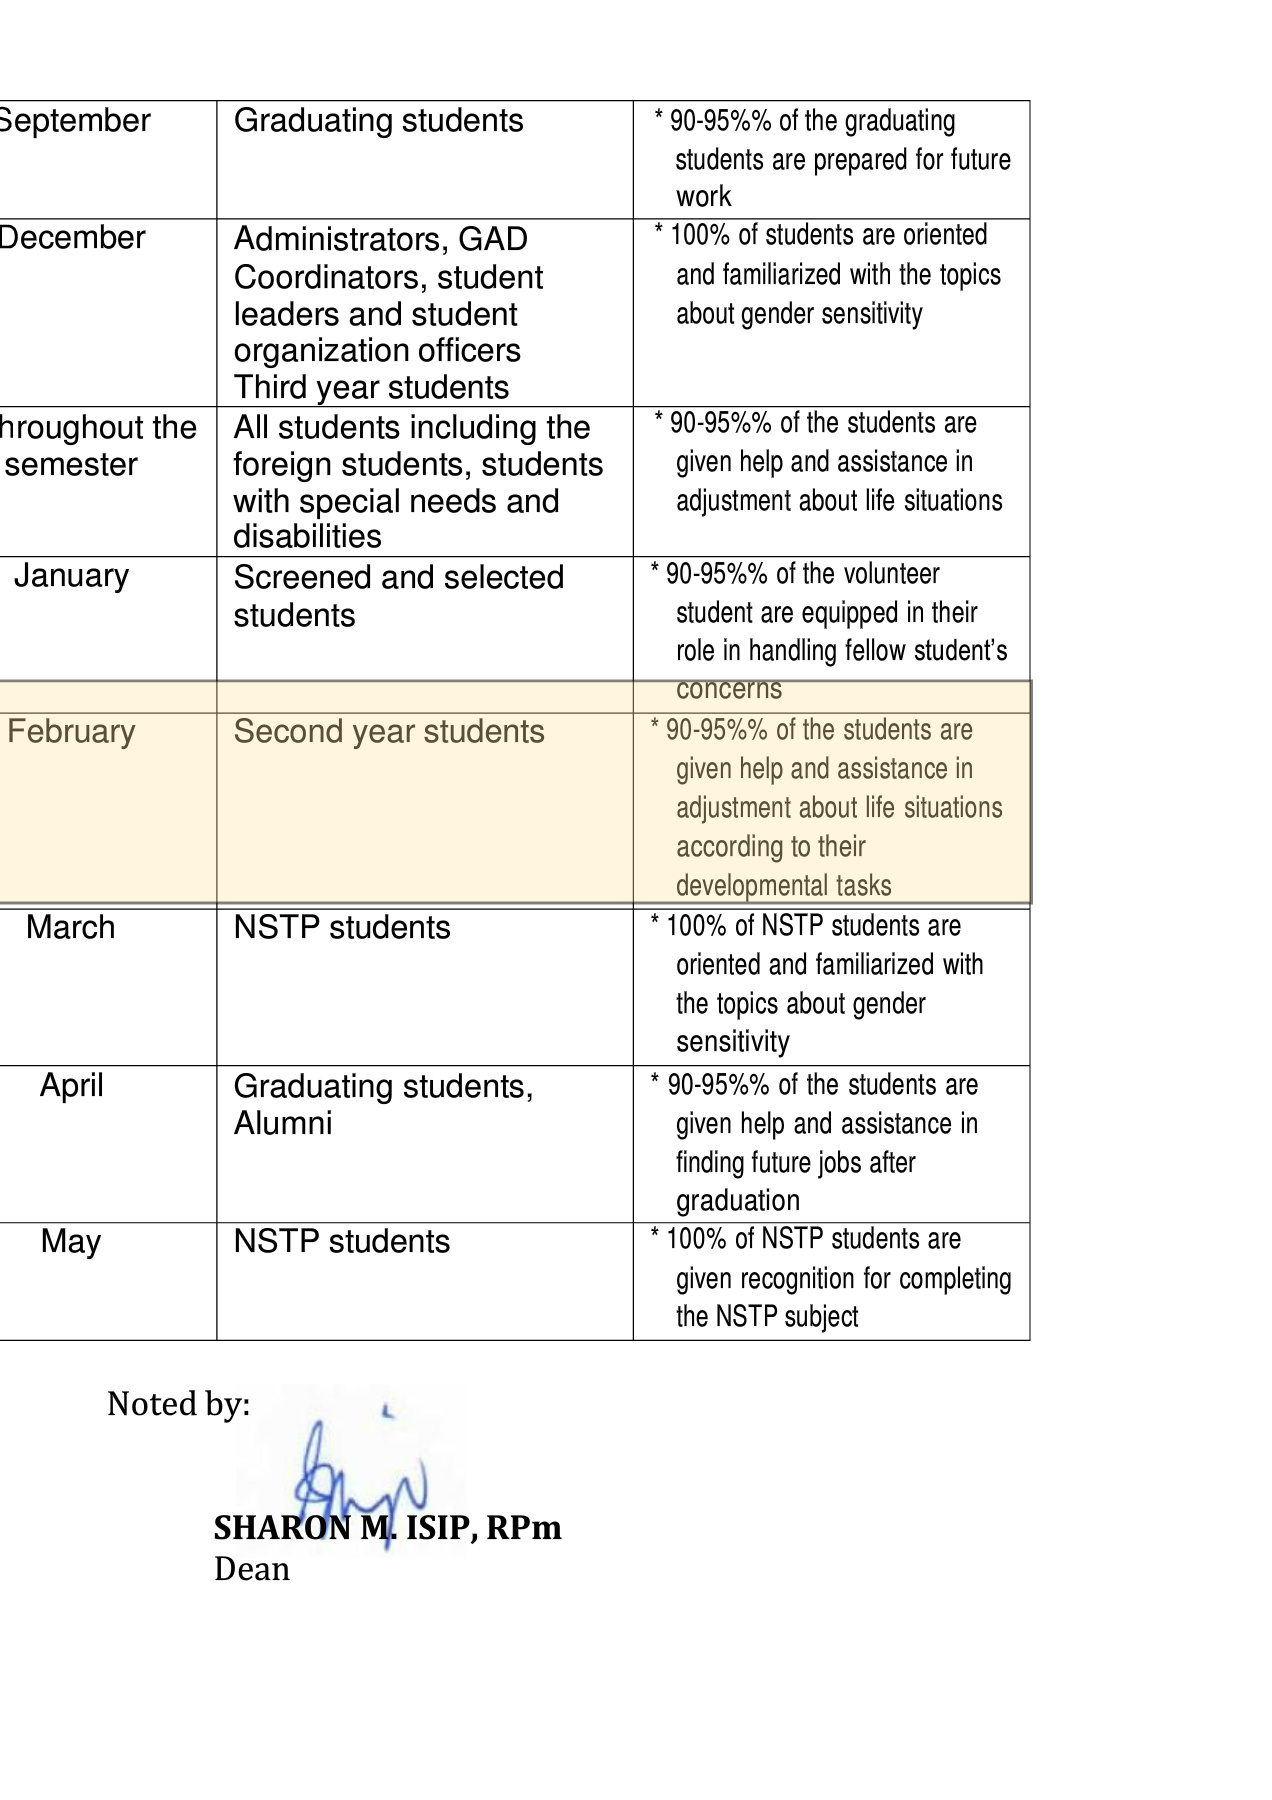 September
Graduating students
* 90-95%% of the graduating
students are prepared for future
work
December
Administrators, GAD
Coordinators, student
leaders and student
organization officers
Third year students
* 100% of students are oriented
and familiarized with the topics
about gender sensitivity
hroughout the
semester
All students including the
foreign students, students
with special needs and
disabilities
* 90-95%% of the students are
given help and assistance in
adjustment about life situations
January
Screened and selected
students
* 90-95%% of the volunteer
student are equipped in their
role in handling fellow student’s
concerns
February
Second year students
* 90-95%% of the students are
given help and assistance in
adjustment about life situations
according to their
developmental tasks
March
NSTP students
* 100% of NSTP students are
oriented and familiarized with
the topics about gender
sensitivity
April
Graduating students,
Alumni
* 90-95%% of the students are
given help and assistance in
finding future jobs after
graduation
May
NSTP students
* 100% of NSTP students are
given recognition for completing
the NSTP subject
Noted by:
SHARON M. ISIP, RPm
Dean